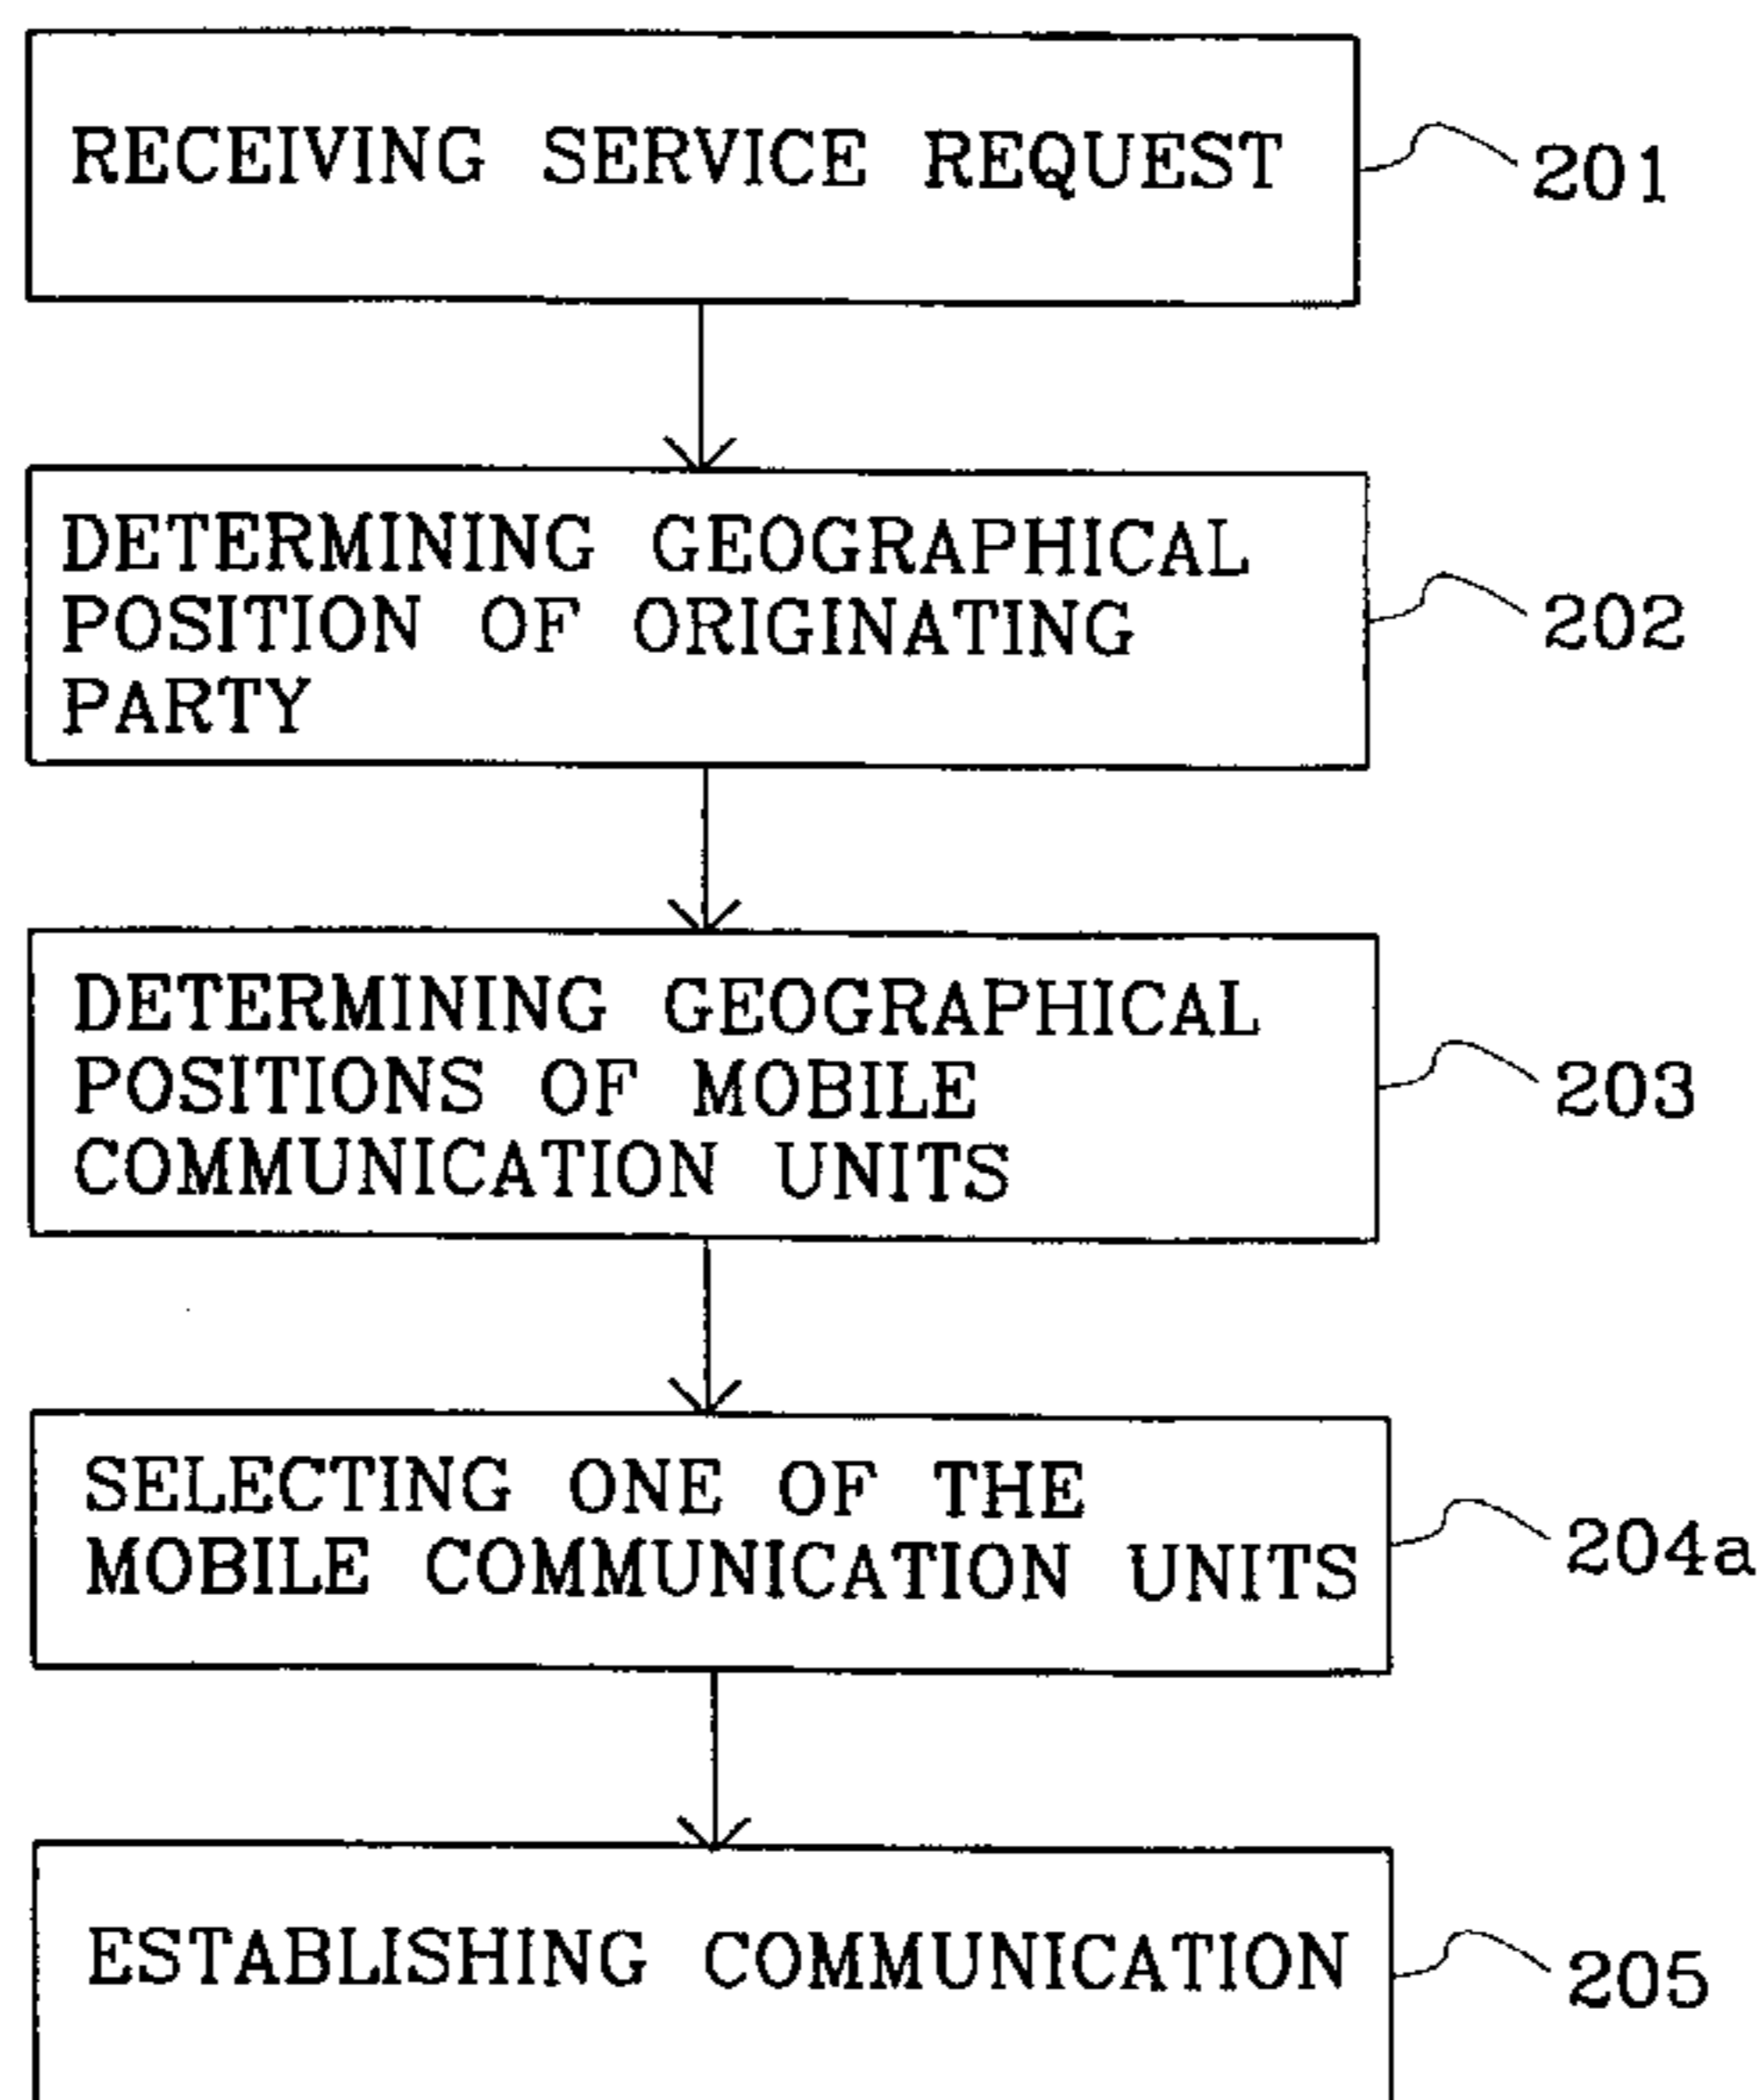 RECEIVING SERVICE REQUEST
201
DETERMINING GEOGRAPHICAL
POSITION OF ORIGINATING
PARTY
202
DETERMINING GEOGRAPHICAL
POSITIONS OF MOBILE
COMMUNICATION UNITS
203
SELECTING ONE OF THE
MOBILE COMMUNICATION UNITS
204a
ESTABLISHING COMMUNICATION
205